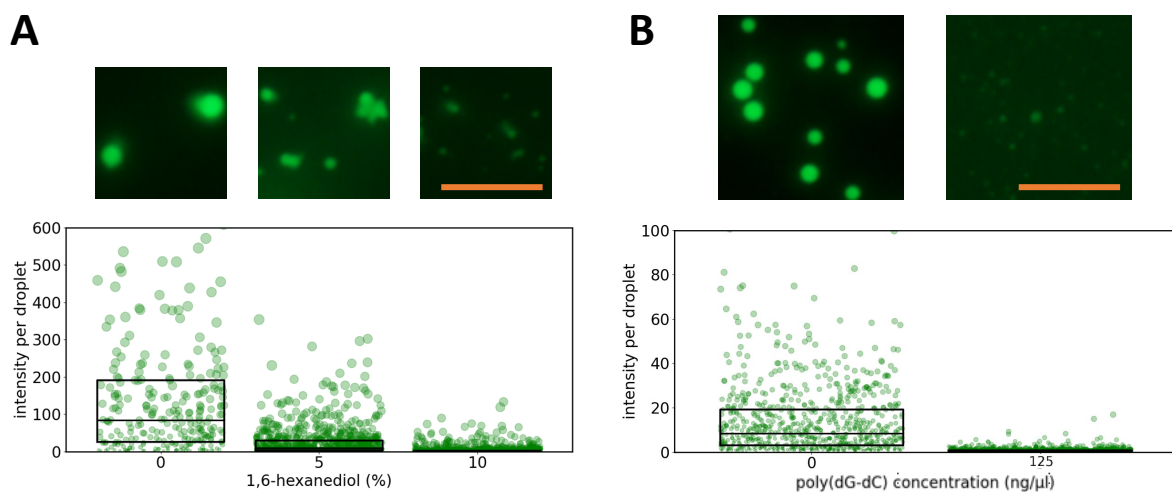 A
B
600
500
400
300
200
100
0
intensity per droplet
0 5 10
1,6-hexanediol (%)
100
80
60
40
20
0
intensity per droplet
0 125
poly(dG-dC) concentration (ng/µl)